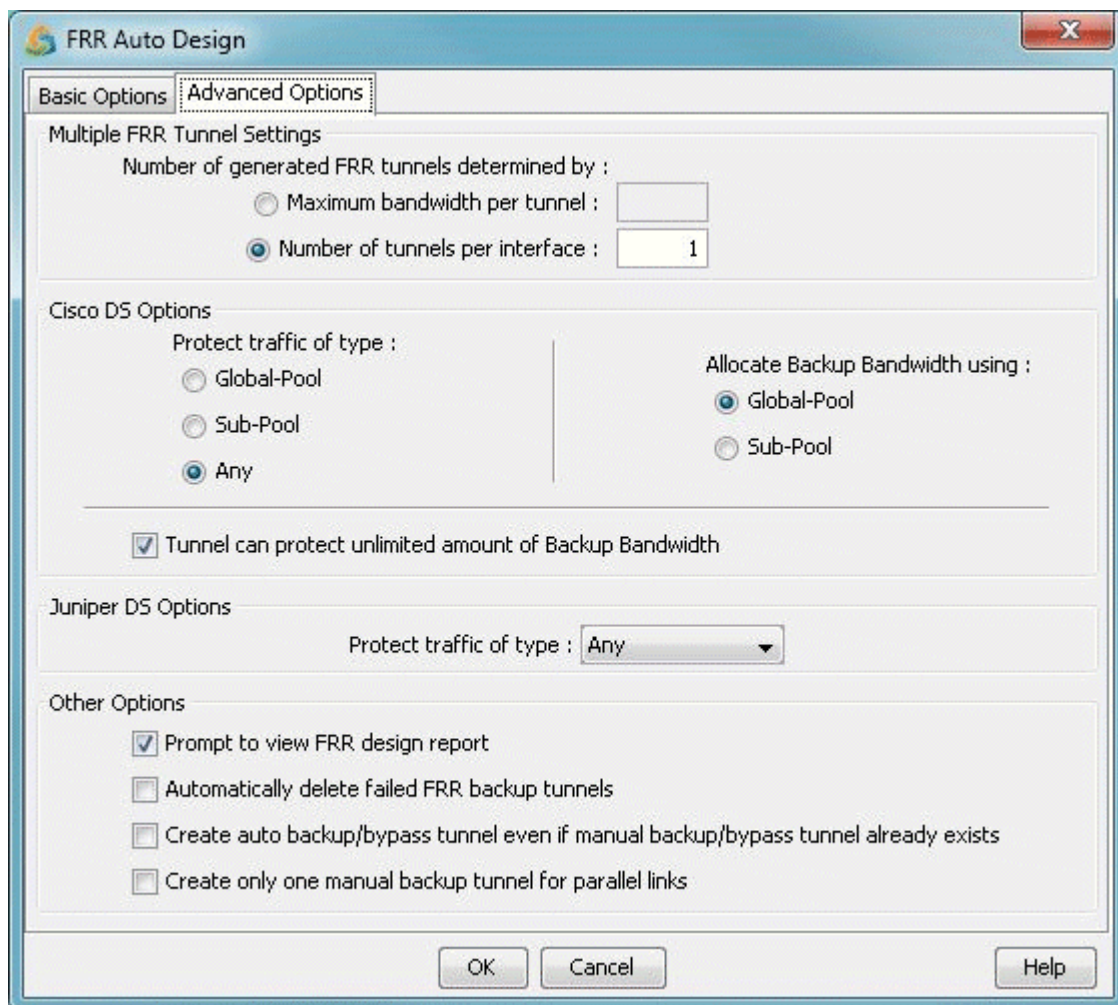 FRR Auto Design
Basic Options
Advanced Options
Multiple FRR Tunnel Settings
Number of generated FRR tunnels determined by :
Maximum bandwidth per tunnel :
Number of tunnels per interface : 1
Cisco DS Options
Protect traffic of type :
Global-Pool
Sub-Pool
Any
Allocate Backup Bandwidth using :
Global-Pool
Sub-Pool
Tunnel can protect unlimited amount of Backup Bandwidth
Juniper DS Options
Protect traffic of type : Any
Other Options
Prompt to view FRR design report
Automatically delete failed FRR backup tunnels
Create auto backup/bypass tunnel even if manual backup/bypass tunnel already exists
Create only one manual backup tunnel for parallel links
OK
Cancel
Help